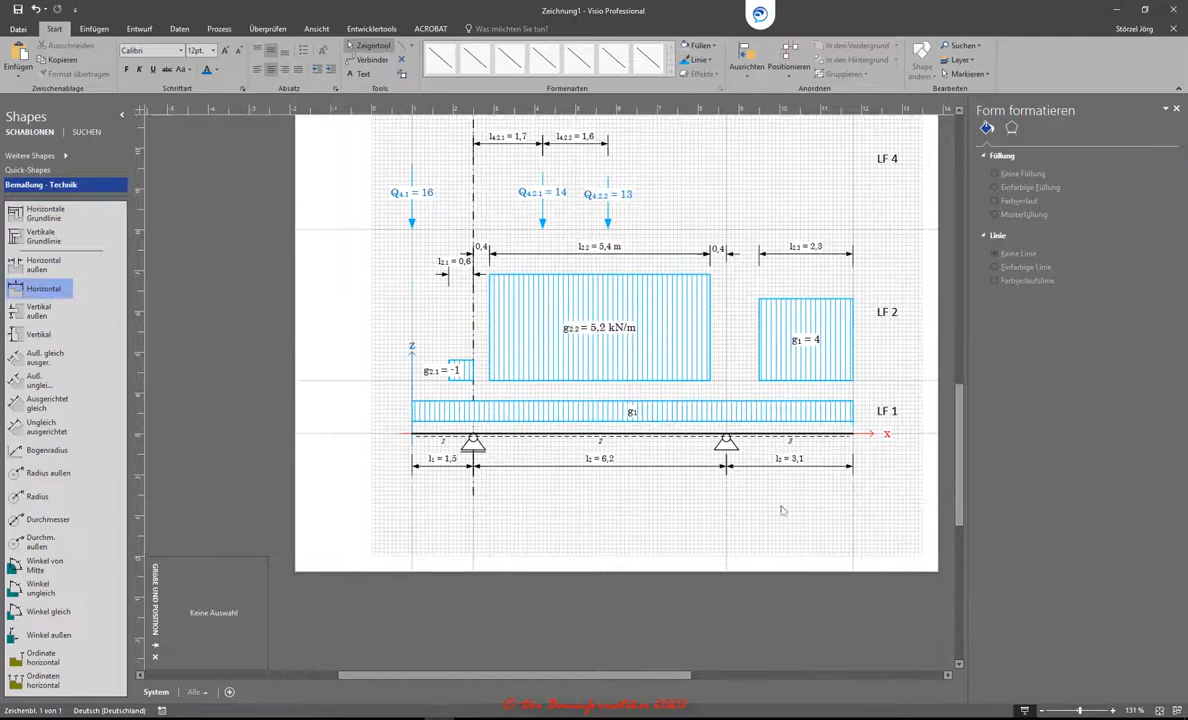 Zeichnung1 - Visio Professional
Datei
Start
Einfügen
Entwurf
Daten
Prozess
Überprüfen
Ansicht
Entwicklertools
ACROBAT
Was möchten Sie tun?
Störzel Jörg
Einfügen
Ausschneiden
Kopieren
Format übertragen
Zwischenablage
Calibri
12pt.
F
K
U
abc
Aa
A
Schriftart
Absatz
Zeigertool
Verbinder
Text
Tools
Formenarten
Füllen
Linie
Effekte
Ausrichten
Positionieren
In den Vordergrund
In den Hintergrund
Gruppieren
Anordnen
Shape ändern
Suchen
Layer
Markieren
Bearbeiten
Shapes
SCHABLONEN
SUCHEN
Weitere Shapes
Quick-Shapes
Bemaßung - Technik
Horizontale
Grundlinie
Vertikale
Grundlinie
Horizontal
außen
Horizontal
Vertikal
außen
Vertikal
Auß. gleich
ausger.
Auß.
unglei...
Ausgerichtet
gleich
Ungleich
ausgerichtet
Bogenradius
Radius außen
Radius
Durchmesser
Durchm.
außen
Winkel von
Mitte
Winkel
ungleich
Winkel gleich
Winkel außen
Ordinate
horizontal
Ordinaten
horizontal
l4.2.1 = 1,7
l4.2.2 = 1,6
LF 4
Q4.1 = 16
Q4.2.1 = 14
Q4.2.2 = 13
0,4
l2.2 = 5,4 m
0,4
l2.3 = 2,3
l2.1 = 0,6
LF 2
g2.2 = 5,2 kN/m
g1 = 4
z
g2.1 = -1
g1
LF 1
x
1
2
3
l1 = 1,5
l2 = 6,2
l3 = 3,1
GRÖßE UND POSITION
Keine Auswahl
Form formatieren
Füllung
Keine Füllung
Einfarbige Füllung
Farbverlauf
Musterfüllung
Linie
Keine Linie
Einfarbige Linie
Farbverlaufslinie
System
Alle
Zeichenbl. 1 von 1
Deutsch (Deutschland)
© Der Bauinformatiker 2020
131 %